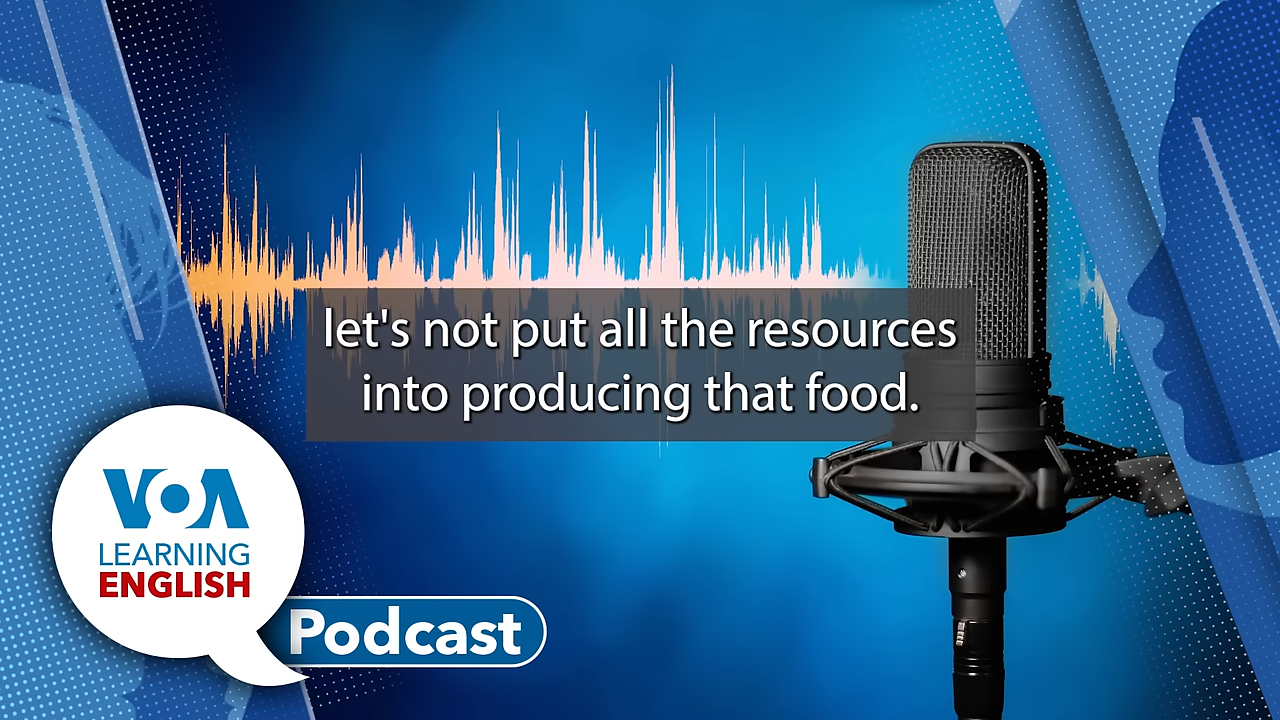 let's not put all the resources
into producing that food.
VOA
LEARNING
ENGLISH
Podcast